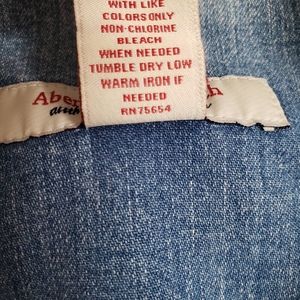 WITH LIKE
COLORS ONLY
NON-CHLORINE
BLEACH
WHEN NEEDED
TUMBLE DRY LOW
WARM IRON IF
NEEDED
RN75654